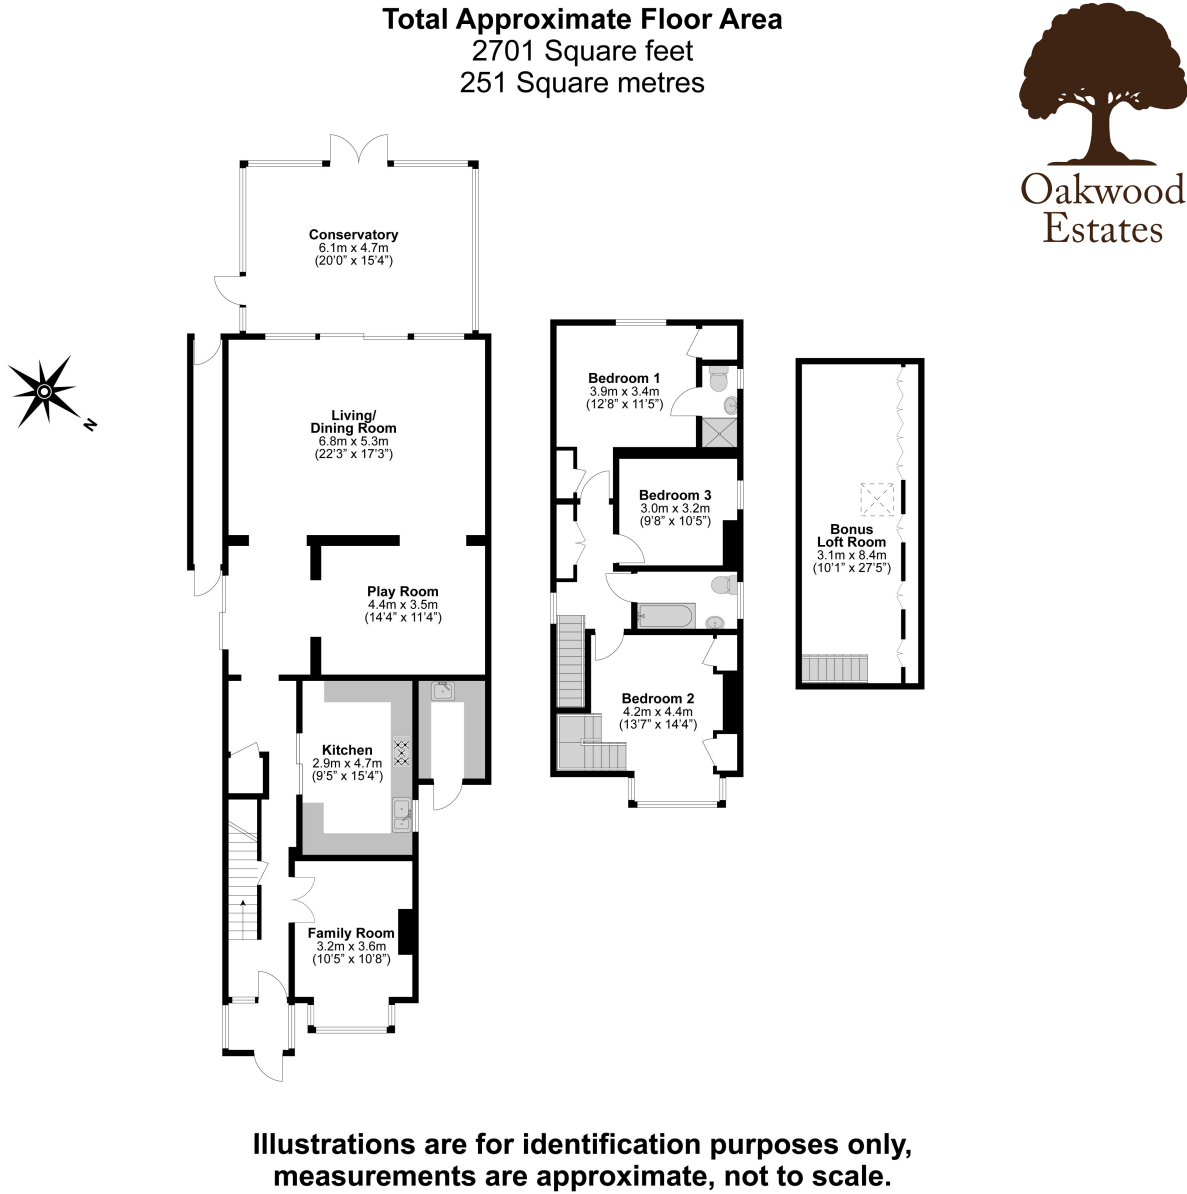 Total Approximate Floor Area
2701 Square feet
251 Square metres
Oakwood
Estates
Conservatory
6.1m x 4.7m
(20’0” x 15’4”)
N
Living/
Dining Room
6.8m x 5.3m
(22’3” x 17’3”)
Play Room
4.4m x 3.5m
(14’4” x 11’4”)
Kitchen
2.9m x 4.7m
(9’5” x 15’4”)
Family Room
3.2m x 3.6m
(10’5” x 10’8”)
Bedroom 1
3.9m x 3.4m
(12’8” x 11’5”)
Bedroom 3
3.0m x 3.2m
(9’8” x 10’5”)
Bedroom 2
4.2m x 4.4m
(13’7” x 14’4”)
Bonus
Loft Room
3.1m x 8.4m
(10’1” x 27’5”)
Illustrations are for identification purposes only,
measurements are approximate, not to scale.